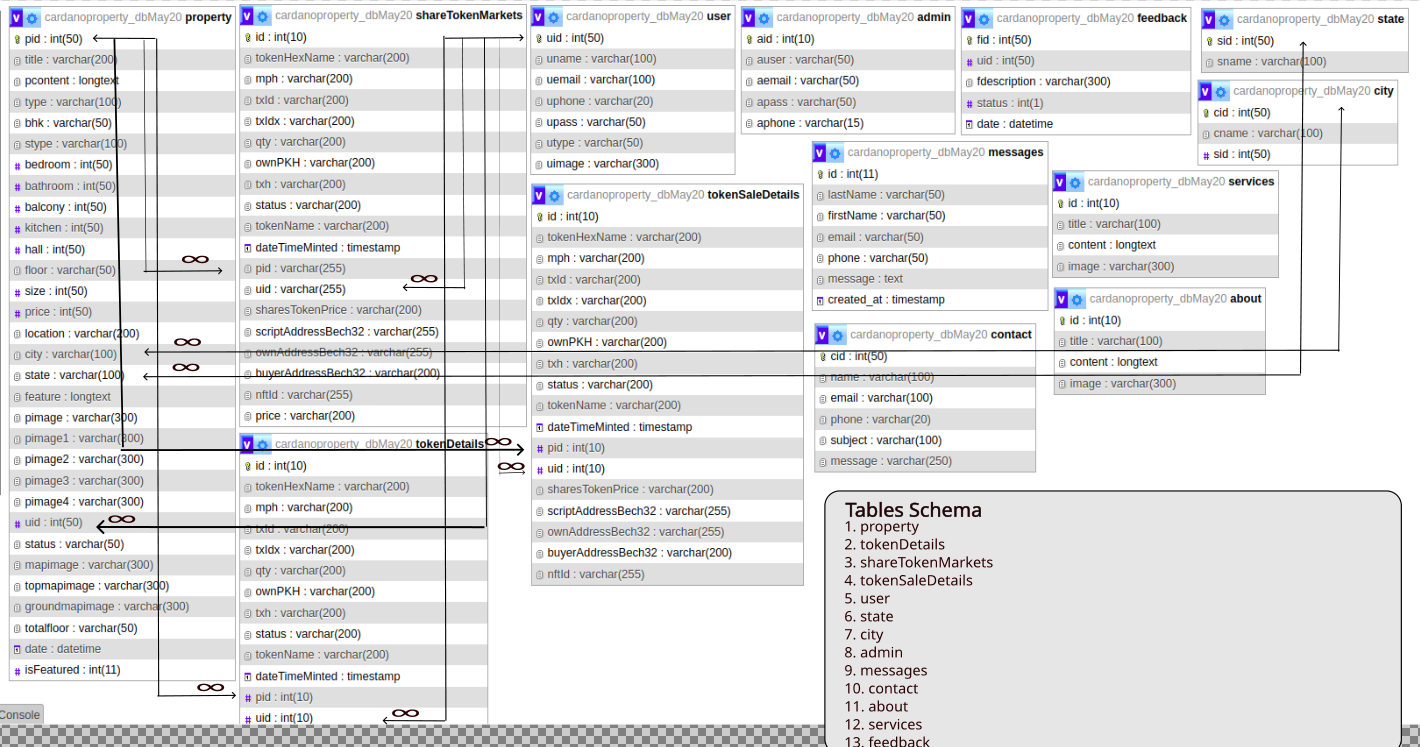 cardanoproperty_dbMay20 property
pid : int(50)
title : varchar(200)
pcontent : longtext
type : varchar(100)
bhk : varchar(50)
stype : varchar(100)
bedroom : int(50)
bathroom : int(50)
balcony : int(50)
kitchen : int(50)
hall : int(50)
floor : varchar(50)
size : int(50)
price : int(50)
location : varchar(200)
city : varchar(100)
state : varchar(100)
feature : longtext
pimage : varchar(300)
pimage1 : varchar(300)
pimage2 : varchar(300)
pimage3 : varchar(300)
pimage4 : varchar(300)
uid : int(50)
status : varchar(50)
mapimage : varchar(300)
topmapimage : varchar(300)
groundmapimage : varchar(300)
totalfloor : varchar(50)
date : datetime
isFeatured : int(11)
Console
cardanoproperty_dbMay20 shareTokenMarkets
id : int(10)
tokenHexName : varchar(200)
mph : varchar(200)
txId : varchar(200)
txIdx : varchar(200)
qty : varchar(200)
ownPKH : varchar(200)
txh : varchar(200)
status : varchar(200)
tokenName : varchar(200)
dateTimeMinted : timestamp
pid : varchar(255)
uid : varchar(255)
sharesTokenPrice : varchar(200)
scriptAddressBech32 : varchar(255)
ownAddressBech32 : varchar(255)
buyerAddressBech32 : varchar(200)
nftId : varchar(255)
price : varchar(200)
cardanoproperty_dbMay20 tokenDetails
id : int(10)
tokenHexName : varchar(200)
mph : varchar(200)
txId : varchar(200)
txIdx : varchar(200)
qty : varchar(200)
ownPKH : varchar(200)
txh : varchar(200)
status : varchar(200)
tokenName : varchar(200)
dateTimeMinted : timestamp
pid : int(10)
uid : int(10)
cardanoproperty_dbMay20 user
uid : int(50)
uname : varchar(100)
uemail : varchar(100)
uphone : varchar(20)
upass : varchar(50)
utype : varchar(50)
uimage : varchar(300)
cardanoproperty_dbMay20 tokenSaleDetails
id : int(10)
tokenHexName : varchar(200)
mph : varchar(200)
txId : varchar(200)
txIdx : varchar(200)
qty : varchar(200)
ownPKH : varchar(200)
txh : varchar(200)
status : varchar(200)
tokenName : varchar(200)
dateTimeMinted : timestamp
pid : int(10)
uid : int(10)
sharesTokenPrice : varchar(200)
scriptAddressBech32 : varchar(255)
ownAddressBech32 : varchar(255)
buyerAddressBech32 : varchar(200)
nftId : varchar(255)
cardanoproperty_dbMay20 admin
aid : int(10)
auser : varchar(50)
aemail : varchar(50)
apass : varchar(50)
aphone : varchar(15)
cardanoproperty_dbMay20 feedback
fid : int(50)
uid : int(50)
fdescription : varchar(300)
status : int(1)
date : datetime
cardanoproperty_dbMay20 state
sid : int(50)
sname : varchar(100)
cardanoproperty_dbMay20 city
cid : int(50)
cname : varchar(100)
sid : int(50)
cardanoproperty_dbMay20 messages
id : int(11)
lastName : varchar(50)
firstName : varchar(50)
email : varchar(50)
phone : varchar(50)
message : text
created_at : timestamp
cardanoproperty_dbMay20 services
id : int(10)
title : varchar(100)
content : longtext
image : varchar(300)
cardanoproperty_dbMay20 about
id : int(10)
title : varchar(100)
content : longtext
image : varchar(300)
cardanoproperty_dbMay20 contact
cid : int(50)
name : varchar(100)
email : varchar(100)
phone : varchar(20)
subject : varchar(100)
message : varchar(250)
Tables Schema
1. property
2. tokenDetails
3. shareTokenMarkets
4. tokenSaleDetails
5. user
6. state
7. city
8. admin
9. messages
10. contact
11. about
12. services
13. feedback